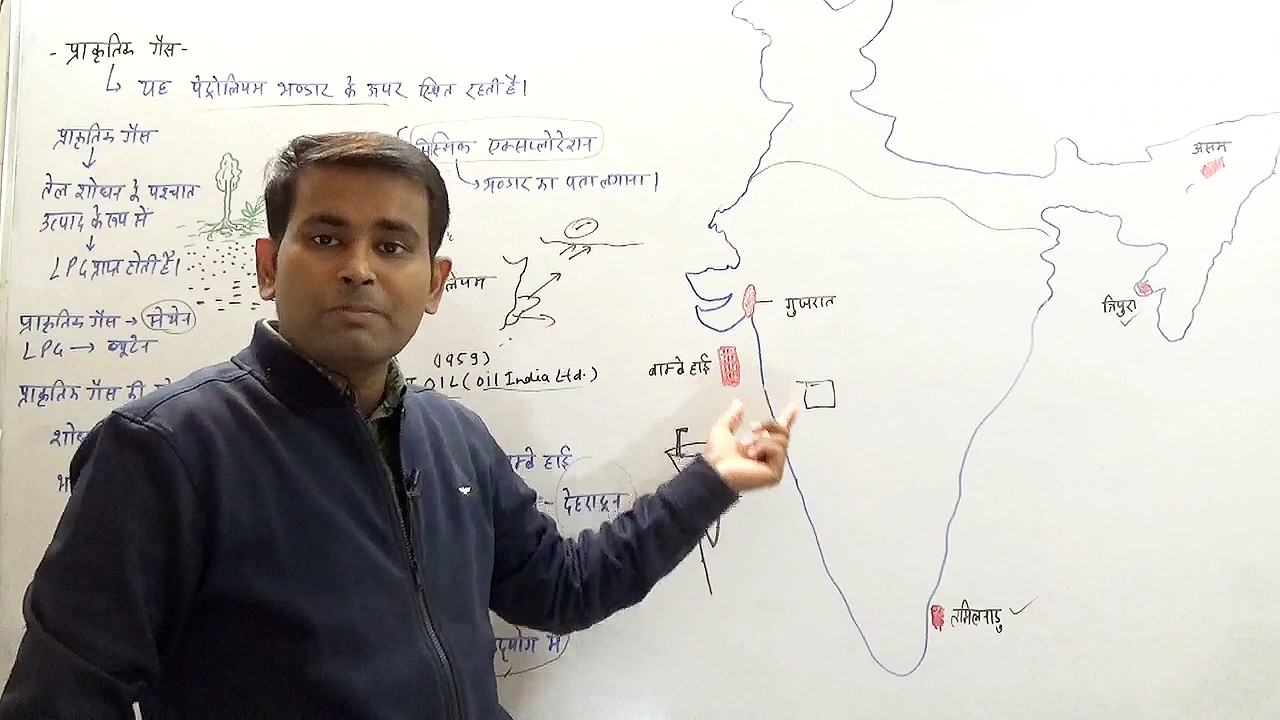 - प्राकृतिक गैस -
↳ यह पेट्रोलियम भण्डार के ऊपर स्थित रहती है।
प्राकृतिक गैस
↓
तेल शोधन के पश्चात
उत्पाद के रूप में
↓
LPG प्राप्त होती है।
प्राकृतिक गैस → मेथेन
LPG → ब्यूटेन
प्राकृतिक गैस की
एक्सप्लोरेशन
↳ भण्डार का पता लगाना।
(1959)
OIL (Oil India Ltd.)
हाई
- देहरादून
में
असम
त्रिपुरा
गुजरात
बाम्बे हाई
तमिलनाडु